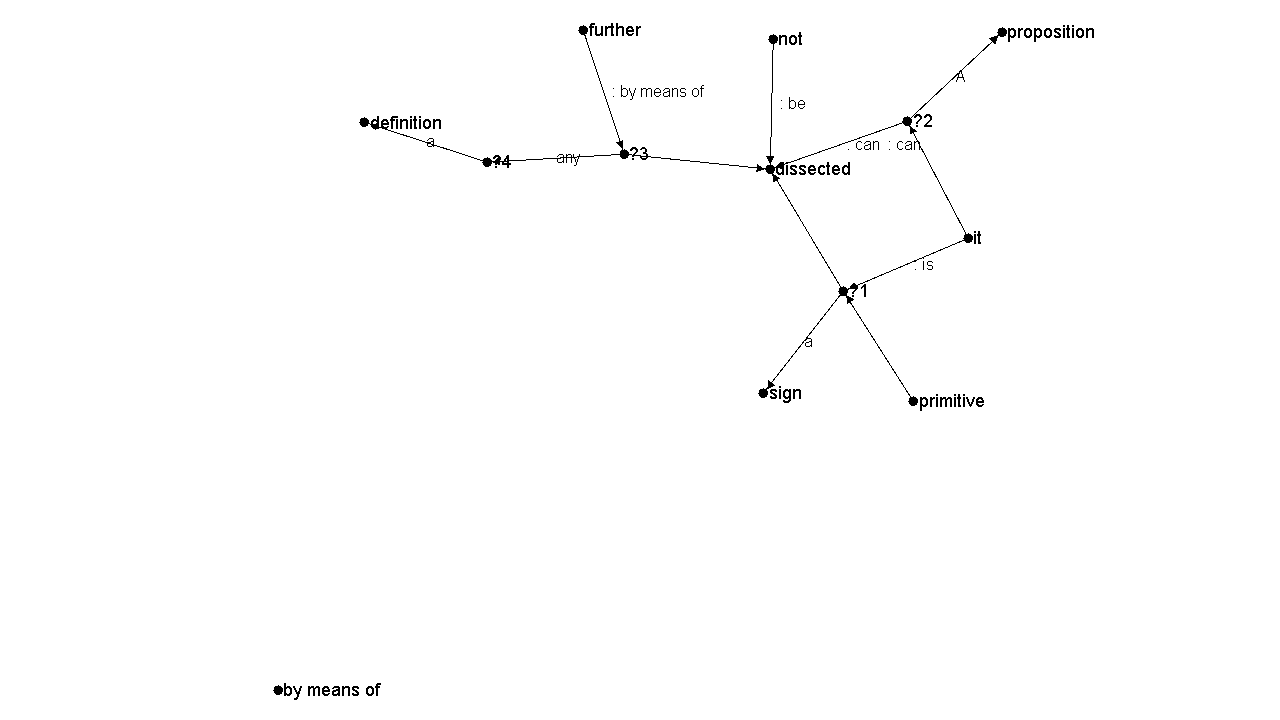 further
not
proposition
A
: by means of
: be
definition
a
?2
?4
any
?3
: can : can
dissected
it
: is
?1
a
sign
primitive
by means of